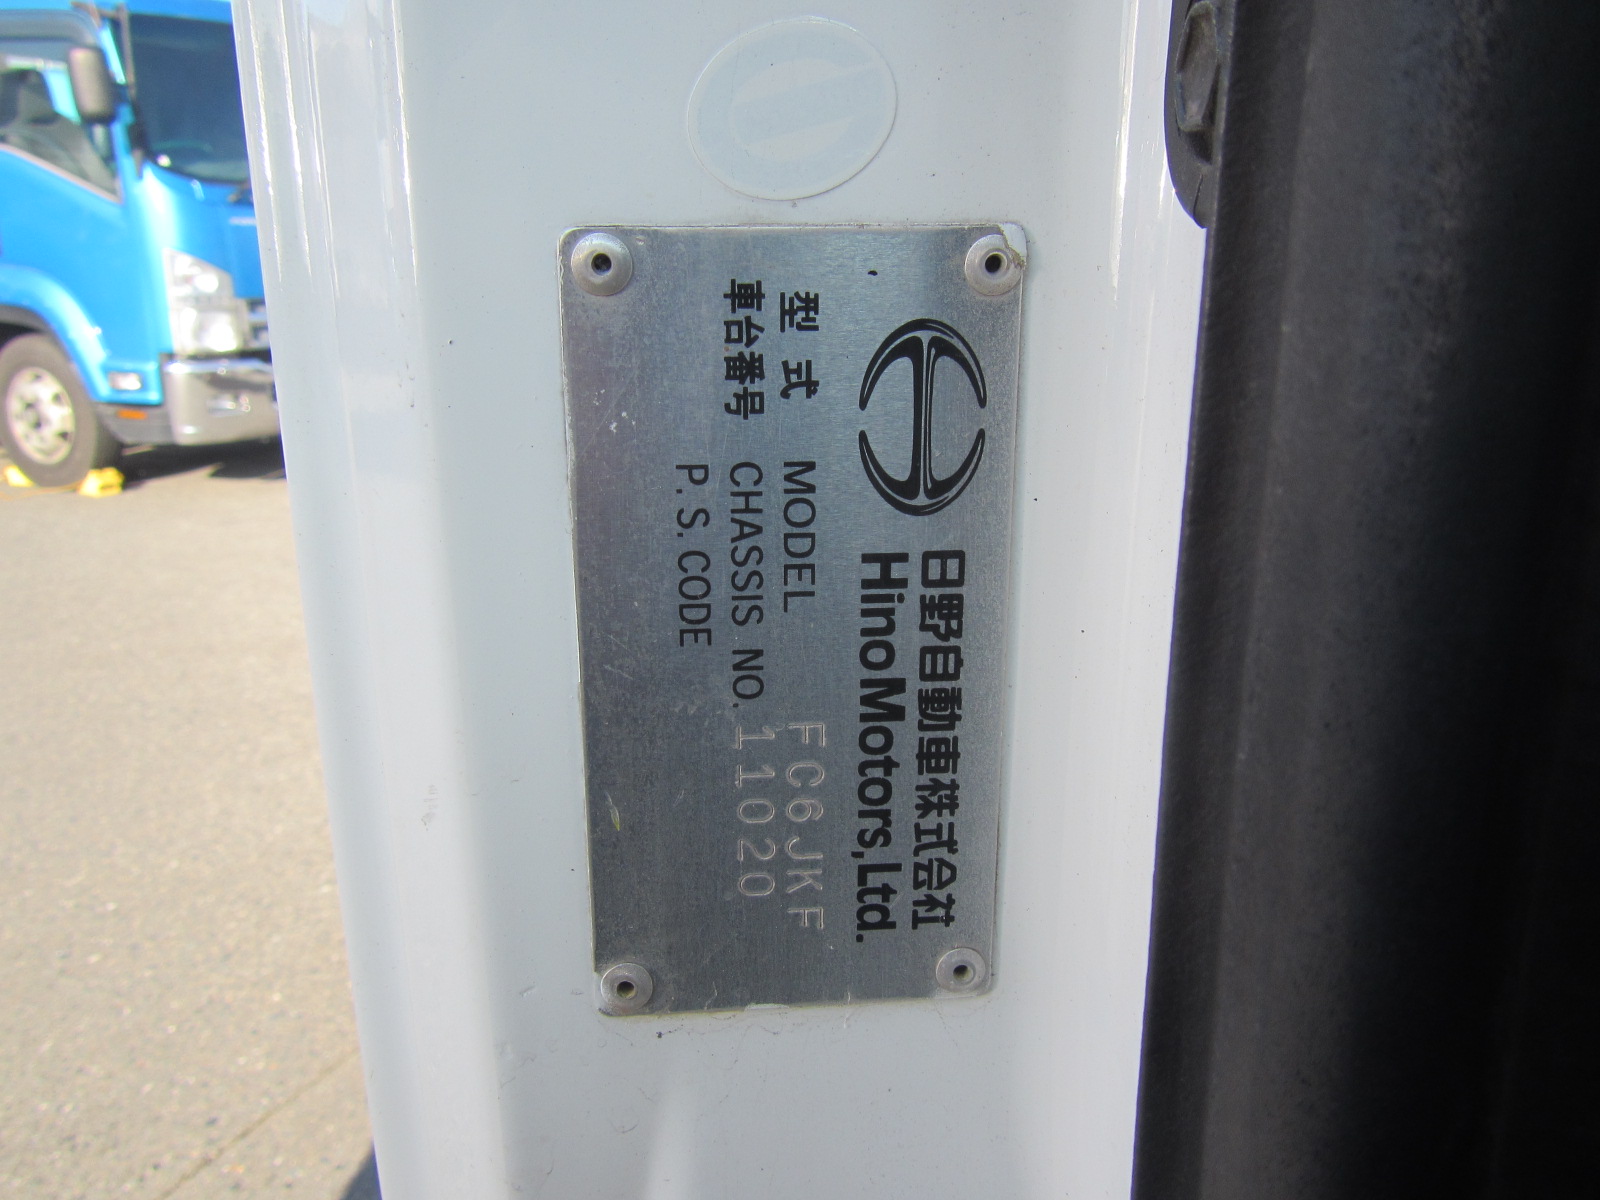 日野自動車株式会社
Hino Motors, Ltd.
型式 MODEL FC6JKF
車台番号 CHASSIS NO. 11020
P.S.CODE